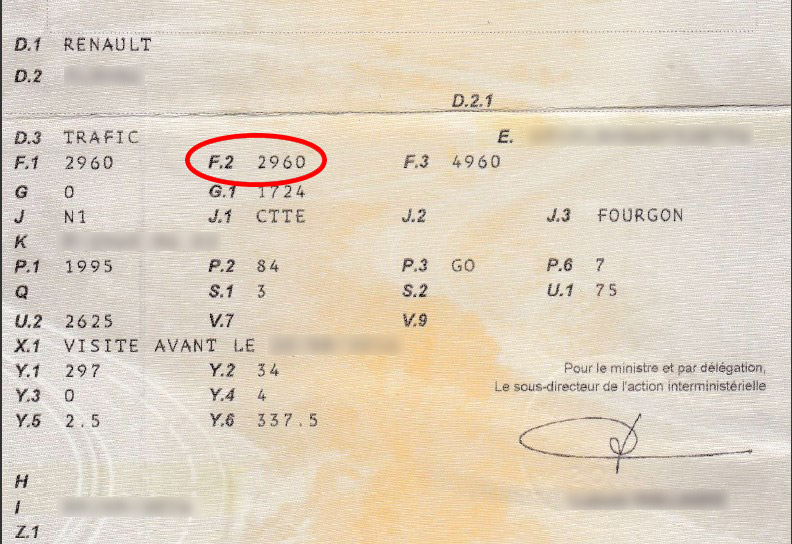 D.1 RENAULT
D.2
D.2.1
D.3 TRAFIC E.
F.1 2960 F.2 2960 F.3 4960
G 0 G.1 1724
J N1 J.1 CTTE J.2 J.3 FOURGON
K
P.1 1995 P.2 84 P.3 GO P.6 7
Q S.1 3 S.2 U.1 75
U.2 2625 V.7 V.9
X.1 VISITE AVANT LE
Y.1 297 Y.2 34
Pour le ministre et par délégation,
Le sous-directeur de l'action interministérielle
Y.3 0 Y.4 4
Y.5 2.5 Y.6 337.5
H
I
Z.1